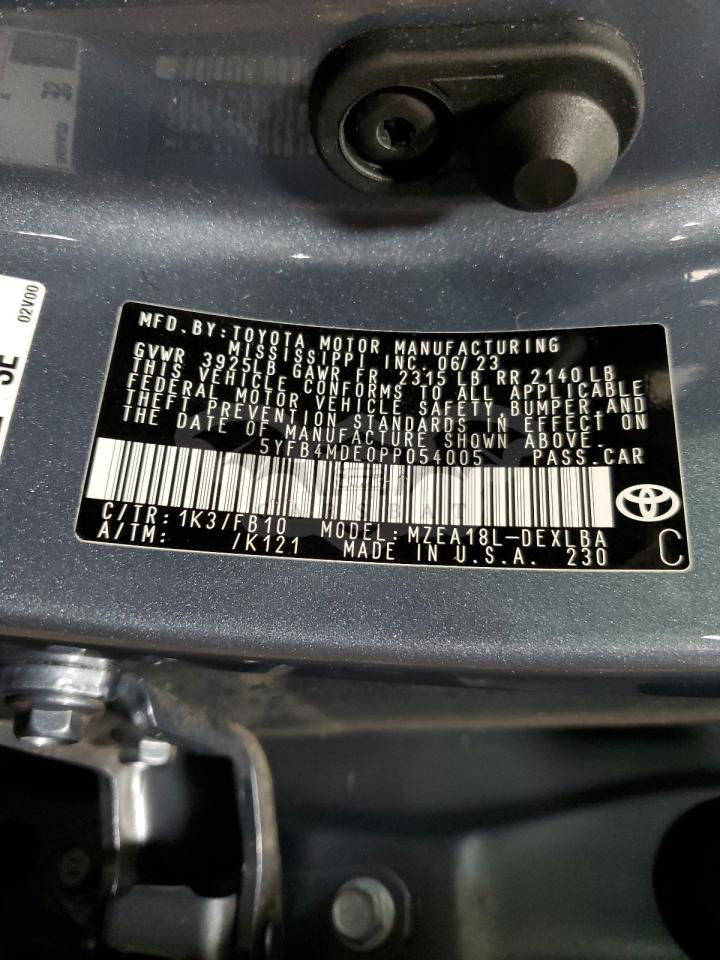 02V00
SE
MFD. BY: TOYOTA MOTOR MANUFACTURING
MISSISSIPPI INC. 06/23
GVWR 3925LB GAWR FR. 2315 LB RR 2140 LB
THIS VEHICLE CONFORMS TO ALL APPLICABLE
FEDERAL MOTOR VEHICLE SAFETY, BUMPER, AND
THEFT PREVENTION STANDARDS IN EFFECT ON
THE DATE OF MANUFACTURE SHOWN ABOVE.
5YFB4MDE0PP054005 PASS.CAR
C/TR: 1K3/FB10 MODEL: MZEA18L-DEXLBA
A/TM: /K121 MADE IN U.S.A. 230
C